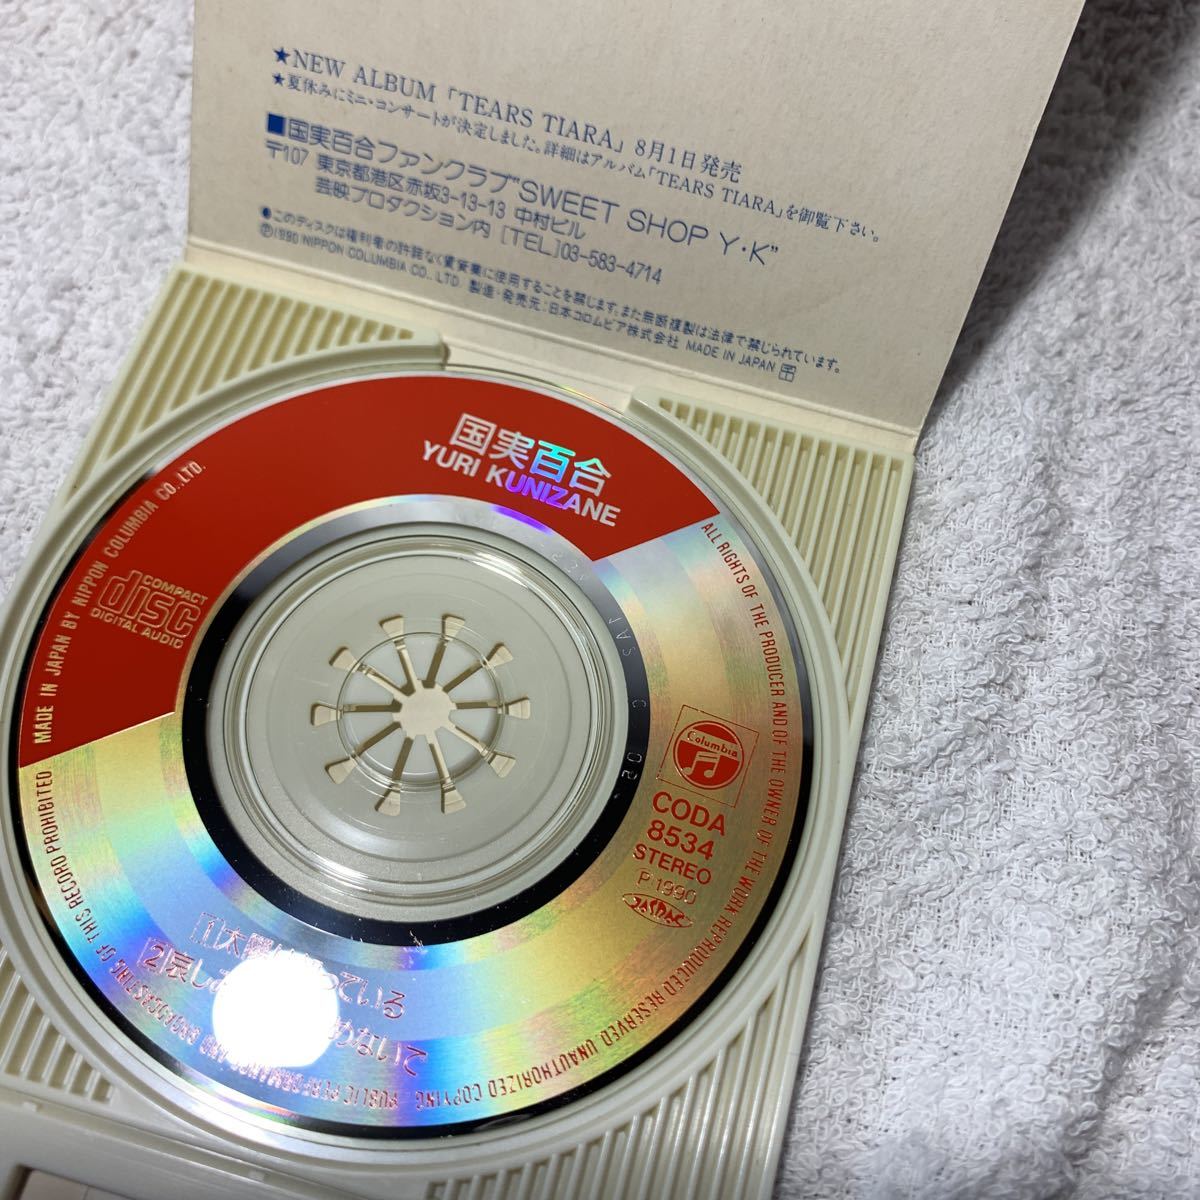 ★NEW ALBUM「TEARS TIARA」8月1日発売
★夏休みにミニ・コンサートが決定しました。詳細はアルバム「TEARS TIARA」を御覧下さい。
■国実百合ファンクラブ"SWEET SHOP Y・K"
〒107 東京都港区赤坂3-13-13 中村ビル
芸映プロダクション内 [TEL]03-583-4714
●このディスクは権利者の許諾なく賃貸業に使用することを禁じます。また無断複製は法律で禁じられています。
Ⓟ1990 NIPPON COLUMBIA CO., LTD. 製造・発売元:日本コロムビア株式会社 MADE IN JAPAN
国実百合
YURI KUNIZANE
COMPACT
disc
DIGITAL AUDIO
Columbia
CODA
8534
STEREO
P1990
JASRAC
1 太陽 ている
2 哀し ないで
MADE IN JAPAN BY NIPPON COLUMBIA CO., LTD.
ALL RIGHTS OF THE PRODUCER AND OF THE OWNER OF THE WORK REPRODUCED RESERVED. UNAUTHORIZED COPYING, PUBLIC PERFORMANCE AND BROADCASTING OF THIS RECORD PROHIBITED